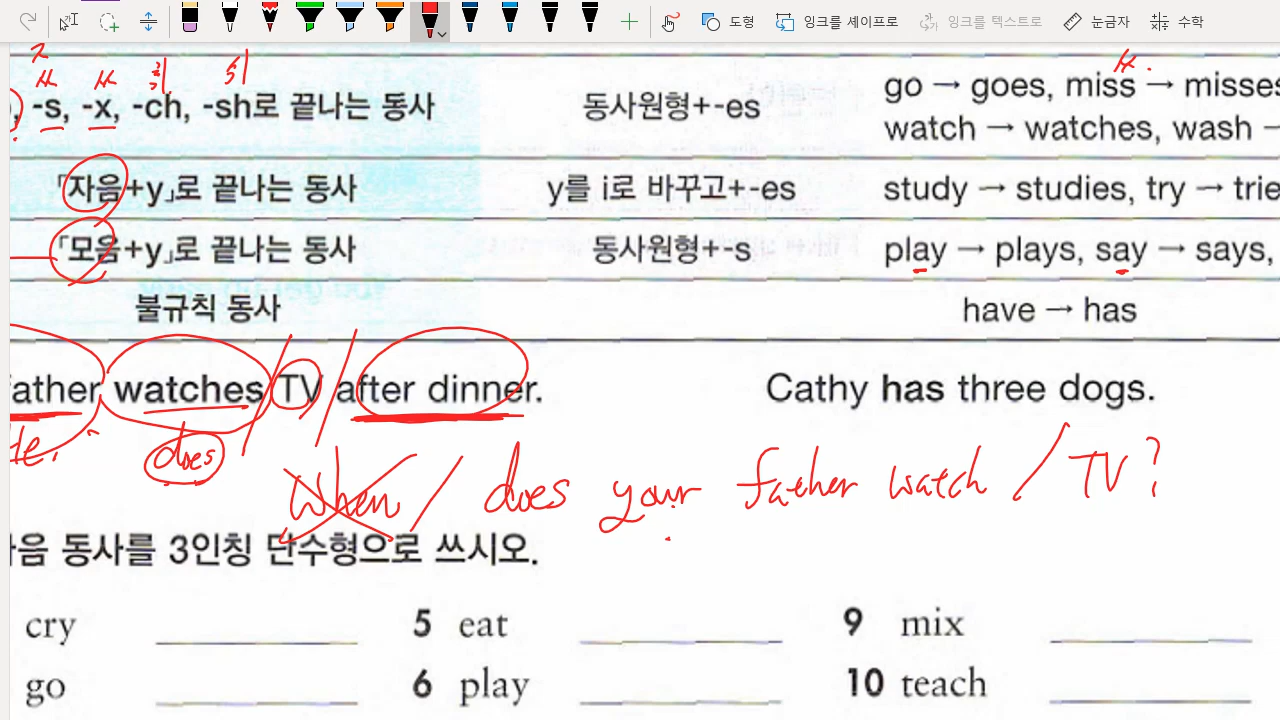 도형 잉크를 셰이프로 잉크를 텍스트로 눈금자 수학
-s, -x, -ch, -sh로 끝나는 동사 동사원형+-es go → goes, miss → misses
watch → watches, wash →
「자음+y」로 끝나는 동사 y를 i로 바꾸고+-es study → studies, try → trie
「모음+y」로 끝나는 동사 동사원형+-s play → plays, say → says,
불규칙 동사 have → has
father watches TV after dinner. Cathy has three dogs.
does
When / does your father watch / TV?
다음 동사를 3인칭 단수형으로 쓰시오.
cry 5 eat 9 mix
go 6 play 10 teach